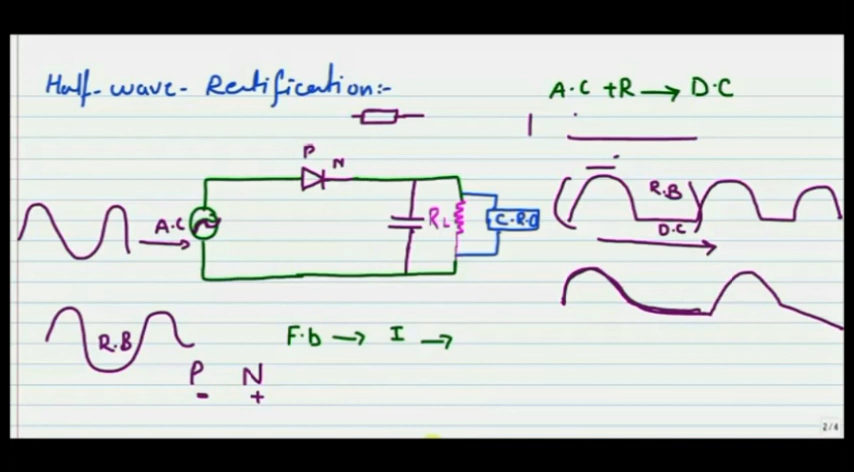 Half-wave-Rectification:-
A.C + R → D.C
P
N
A.C →
RL
C.R.O
R.B
D.C
R.B
F.b → I →
P N
- +
2/4